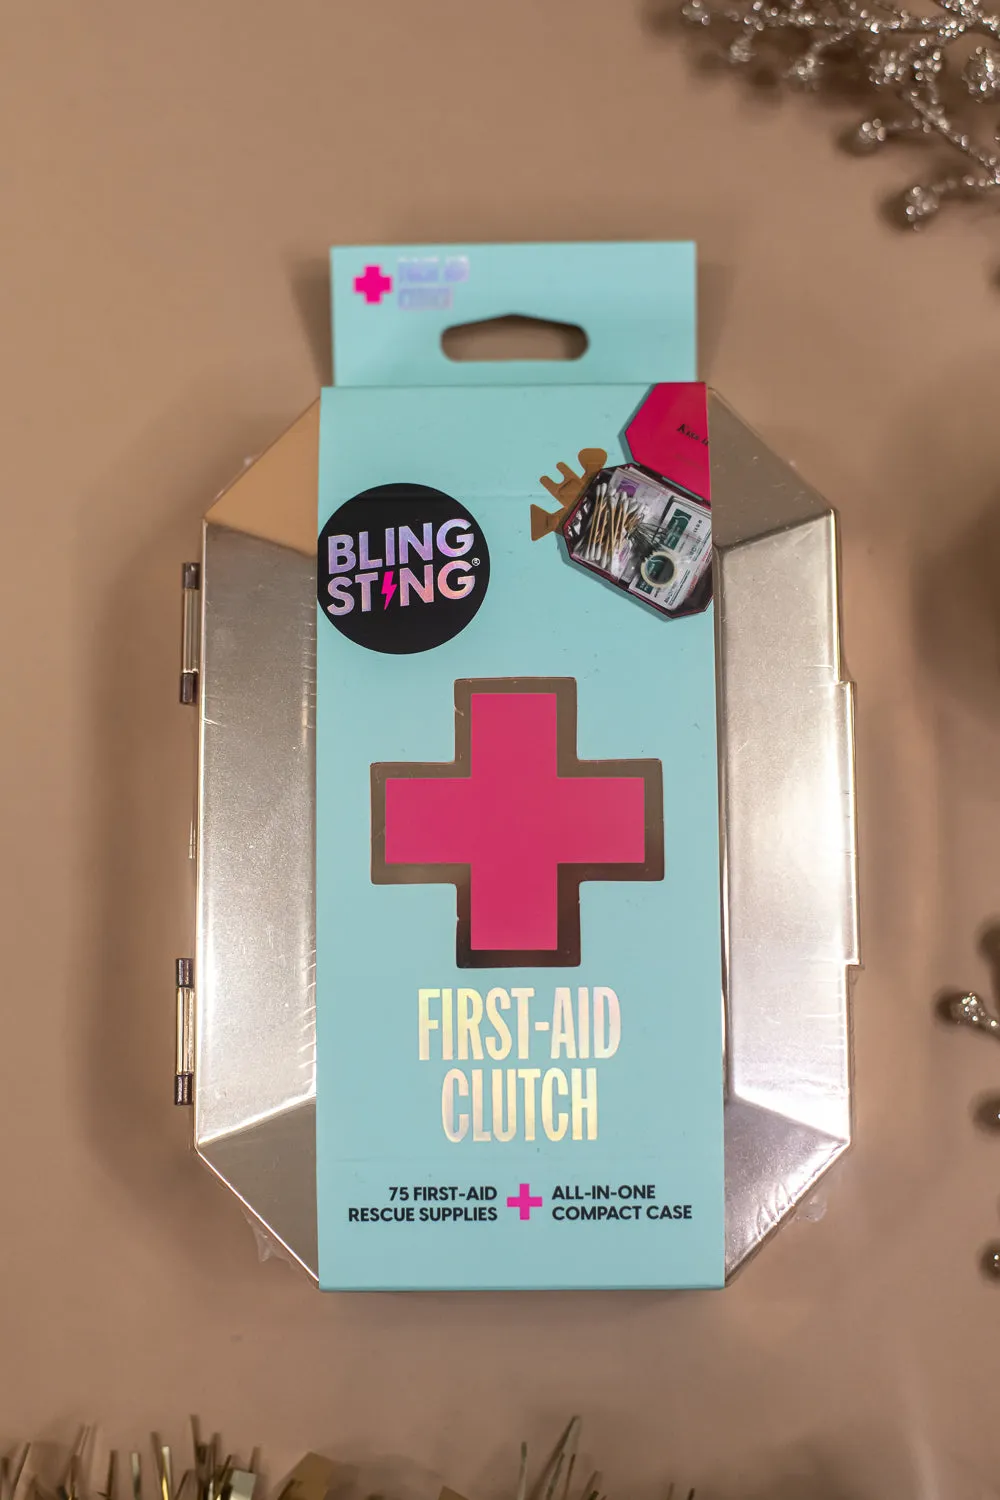 BLING
STING®
FIRST-AID
CLUTCH
75 FIRST-AID
RESCUE SUPPLIES
ALL-IN-ONE
COMPACT CASE